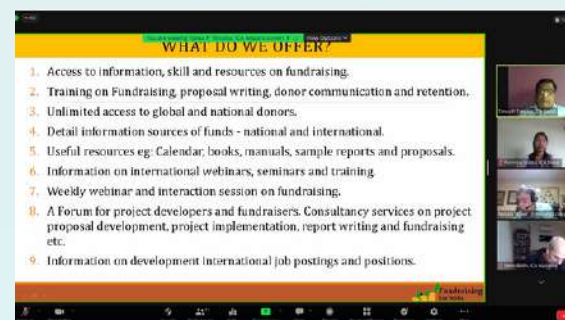 View Options
WHAT DO WE OFFER?
1. Access to information, skill and resources on fundraising.
2. Training on Fundraising, proposal writing, donor communication and retention.
3. Unlimited access to global and national donors.
4. Detail information sources of funds - national and international.
5. Useful resources eg: Calendar, books, manuals, sample reports and proposals.
6. Information on international webinars, seminars and training
7. Weekly webinar and interaction session on fundraising.
8. A Forum for project developers and fundraisers. Consultancy services on project
proposal development, project implementation, report writing and fundraising
etc.
9. Information on development international job postings and positions.
Fundraising